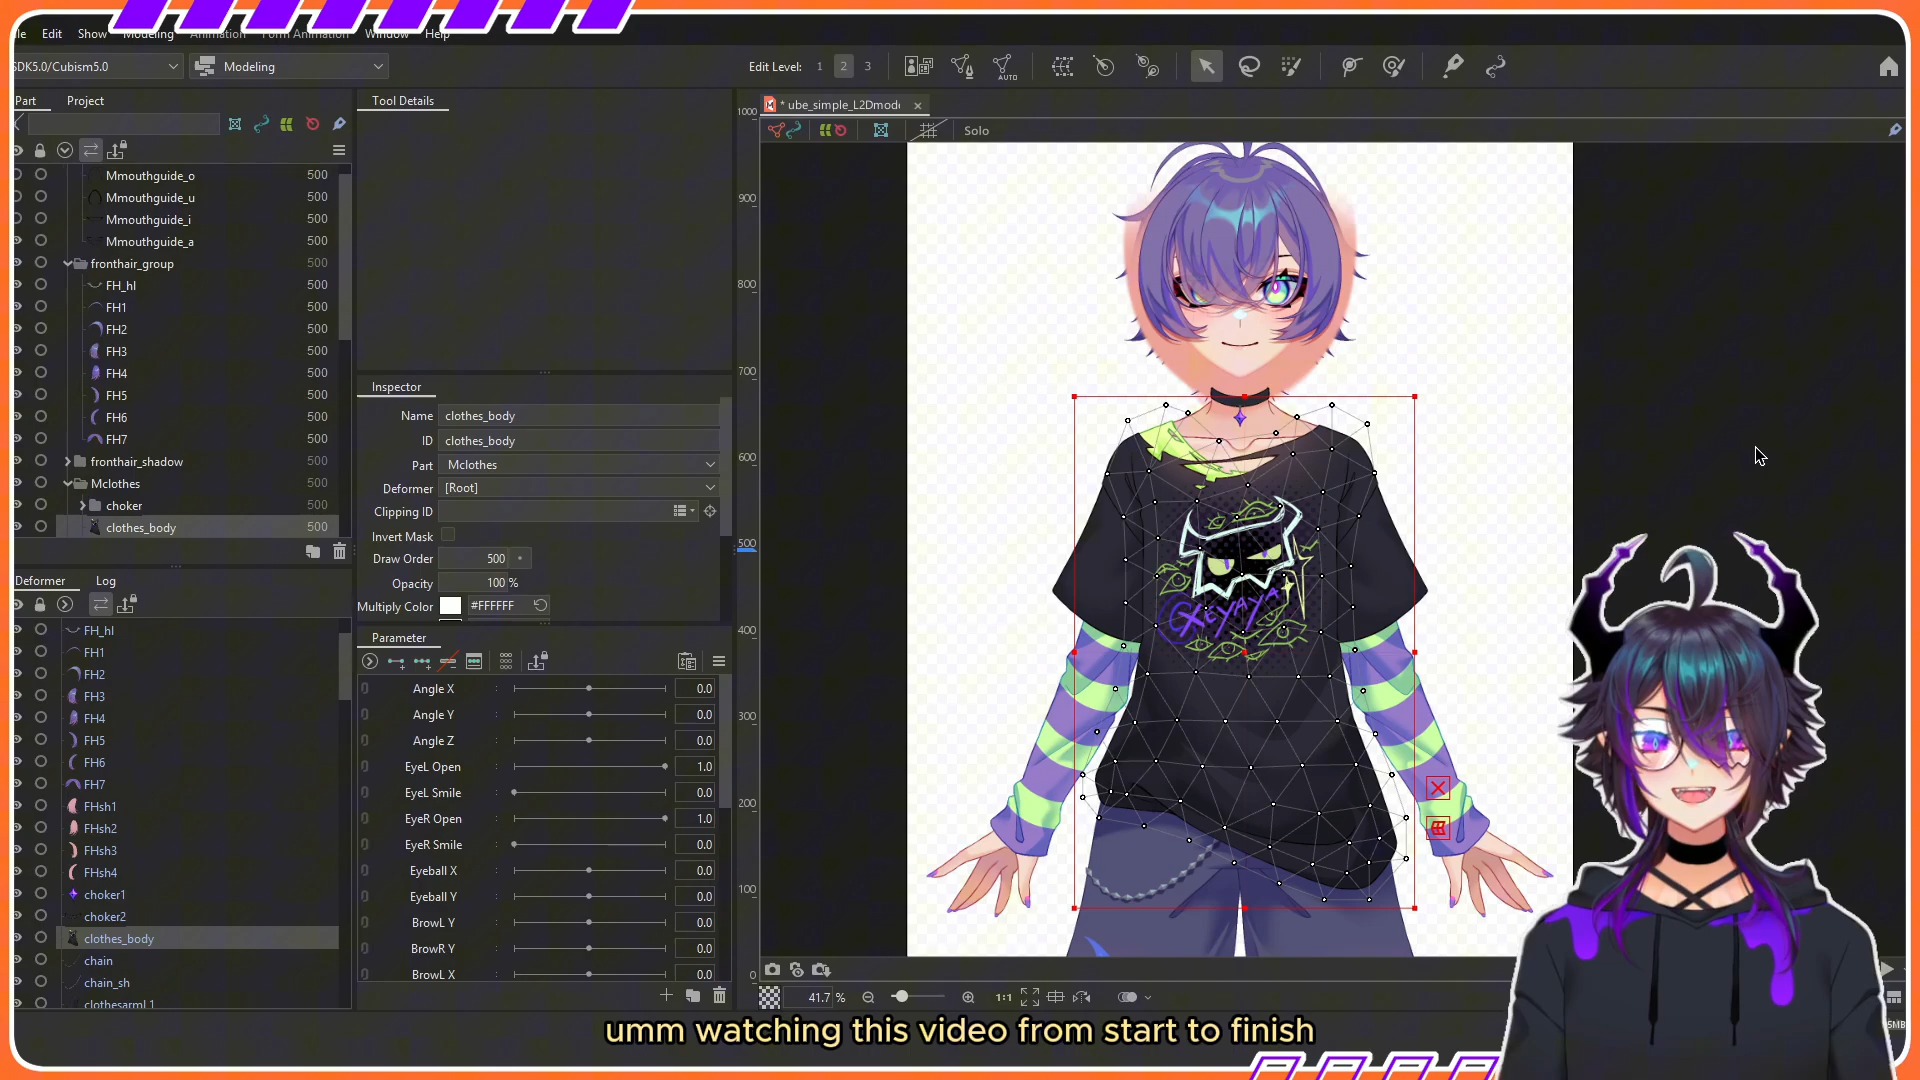 le Edit Show Modeling Animation Form Animation Window Help
SDK5.0/Cubism5.0
Modeling
Edit Level: 1 2 3
AUTO
Part Project
Mmouthguide_o 500
Mmouthguide_u 500
Mmouthguide_i 500
Mmouthguide_a 500
fronthair_group 500
FH_hl 500
FH1 500
FH2 500
FH3 500
FH4 500
FH5 500
FH6 500
FH7 500
fronthair_shadow 500
Mclothes 500
choker 500
clothes_body 500
Deformer Log
FH_hl
FH1
FH2
FH3
FH4
FH5
FH6
FH7
FHsh1
FHsh2
FHsh3
FHsh4
choker1
choker2
clothes_body
chain
chain_sh
clothesarmL1
Tool Details
Inspector
Name clothes_body
ID clothes_body
Part Mclothes
Deformer [Root]
Clipping ID
Invert Mask
Draw Order 500
Opacity 100 %
Multiply Color #FFFFFF
Parameter
Angle X : 0.0
Angle Y : 0.0
Angle Z : 0.0
EyeL Open : 1.0
EyeL Smile : 0.0
EyeR Open : 1.0
EyeR Smile : 0.0
Eyeball X : 0.0
Eyeball Y : 0.0
BrowL Y : 0.0
BrowR Y : 0.0
BrowL X : 0.0
* ube_simple_L2Dmode
Solo
1000
900
800
700
600
500
400
300
200
100
0
41.7 %
1:1
umm watching this video from start to finish